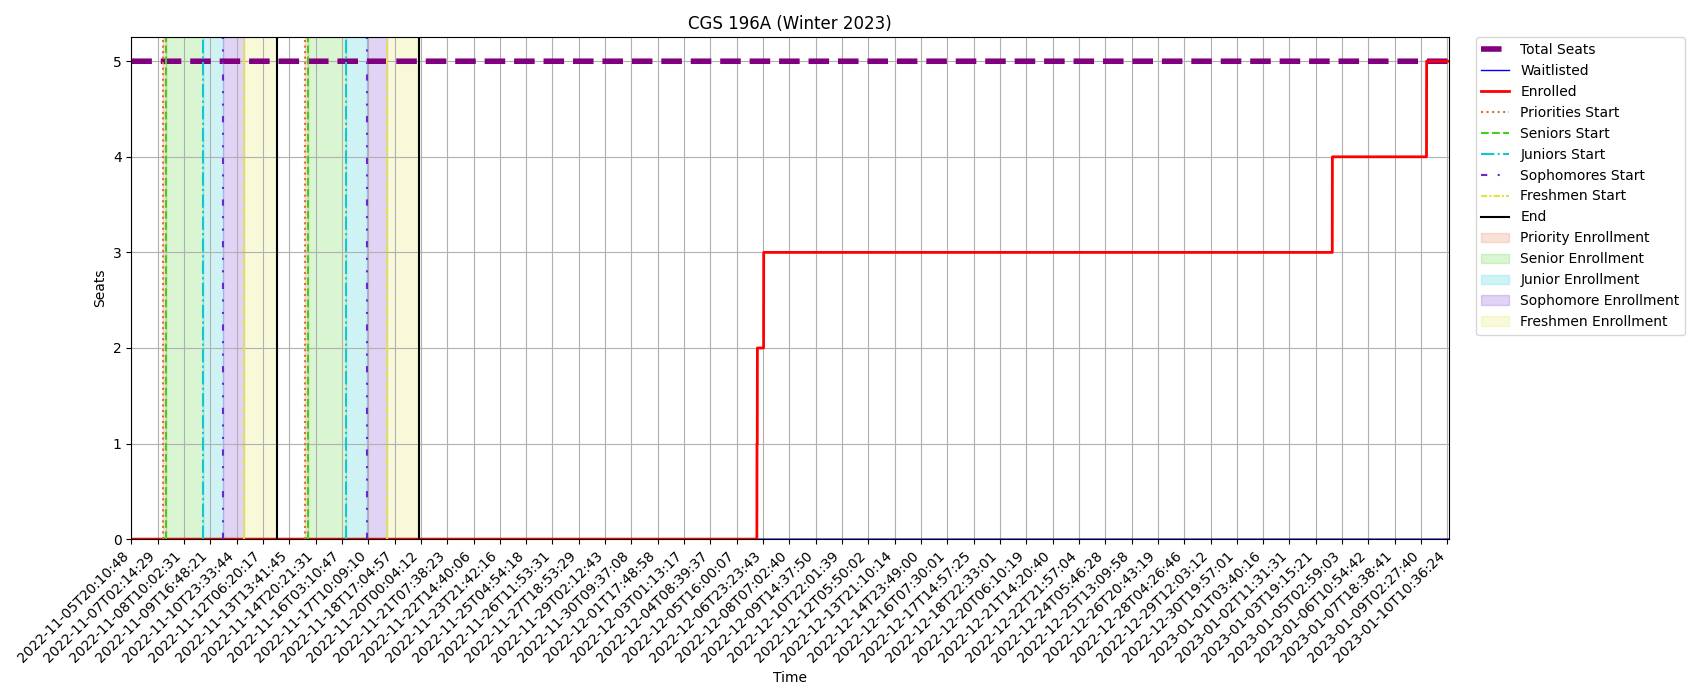 CGS 196A (Winter 2023)
Seats
5
4
3
2
1
0
2022-11-05T20:10:48
2022-11-07T02:14:29
2022-11-08T10:02:31
2022-11-09T16:48:21
2022-11-10T23:33:44
2022-11-12T06:20:17
2022-11-13T13:41:45
2022-11-14T20:21:31
2022-11-16T03:10:47
2022-11-17T10:09:10
2022-11-18T17:04:57
2022-11-20T00:04:12
2022-11-21T07:38:23
2022-11-22T14:40:06
2022-11-23T21:42:16
2022-11-25T04:54:18
2022-11-26T11:53:31
2022-11-27T18:53:29
2022-11-29T02:12:43
2022-11-30T09:37:08
2022-12-01T17:48:58
2022-12-03T01:13:17
2022-12-04T08:39:37
2022-12-05T16:00:07
2022-12-06T23:23:43
2022-12-08T07:02:40
2022-12-09T14:37:50
2022-12-10T22:01:39
2022-12-12T05:50:02
2022-12-13T21:10:14
2022-12-14T23:49:00
2022-12-16T07:30:01
2022-12-17T14:57:25
2022-12-18T22:33:01
2022-12-20T06:10:19
2022-12-21T14:20:40
2022-12-22T21:57:04
2022-12-24T05:46:28
2022-12-25T13:09:58
2022-12-26T20:43:19
2022-12-28T04:26:46
2022-12-29T12:03:12
2022-12-30T19:57:01
2023-01-01T03:40:16
2023-01-02T11:31:31
2023-01-03T19:15:21
2023-01-05T02:59:03
2023-01-06T10:54:42
2023-01-07T18:38:41
2023-01-09T02:27:40
2023-01-10T10:36:24
Time
Total Seats
Waitlisted
Enrolled
Priorities Start
Seniors Start
Juniors Start
Sophomores Start
Freshmen Start
End
Priority Enrollment
Senior Enrollment
Junior Enrollment
Sophomore Enrollment
Freshmen Enrollment